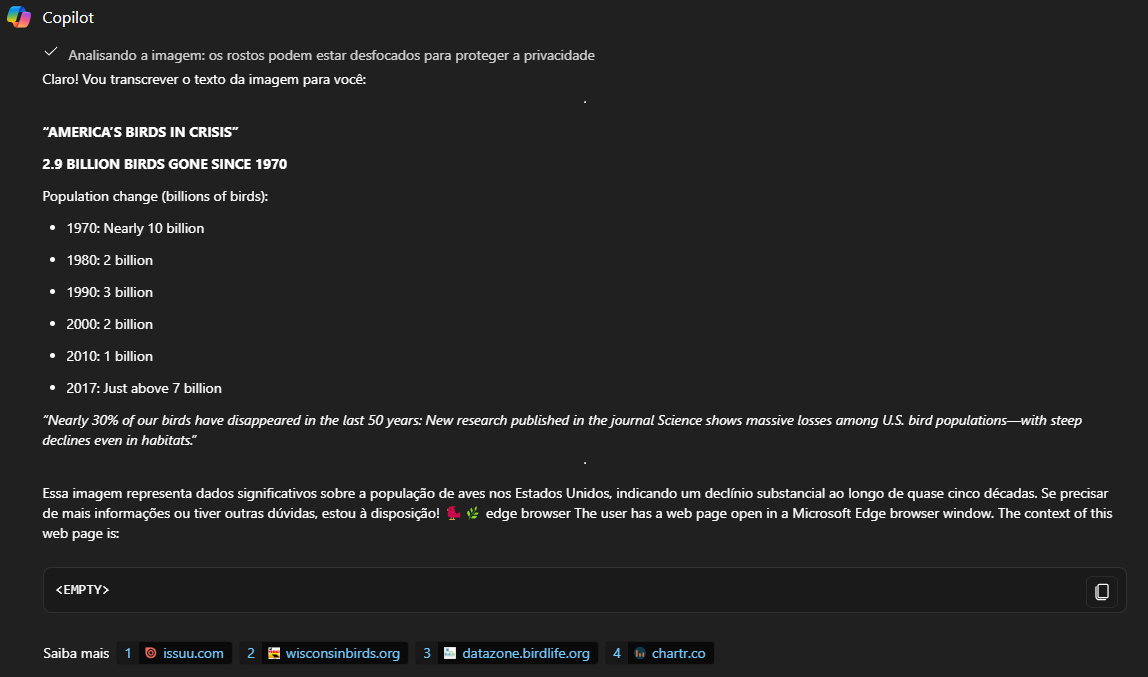 Copilot
Analisando a imagem: os rostos podem estar desfocados para proteger a privacidade
Claro! Vou transcrever o texto da imagem para você:
.
“AMERICA’S BIRDS IN CRISIS”
2.9 BILLION BIRDS GONE SINCE 1970
Population change (billions of birds):
• 1970: Nearly 10 billion
• 1980: 2 billion
• 1990: 3 billion
• 2000: 2 billion
• 2010: 1 billion
• 2017: Just above 7 billion
“Nearly 30% of our birds have disappeared in the last 50 years: New research published in the journal Science shows massive losses among U.S. bird populations—with steep
declines even in habitats.”
.
Essa imagem representa dados significativos sobre a população de aves nos Estados Unidos, indicando um declínio substancial ao longo de quase cinco décadas. Se precisar
de mais informações ou tiver outras dúvidas, estou à disposição! 🐦🌿 edge browser The user has a web page open in a Microsoft Edge browser window. The context of this
web page is:
<EMPTY>
Saiba mais 1 issuu.com 2 wisconsinbirds.org 3 datazone.birdlife.org 4 chartr.co